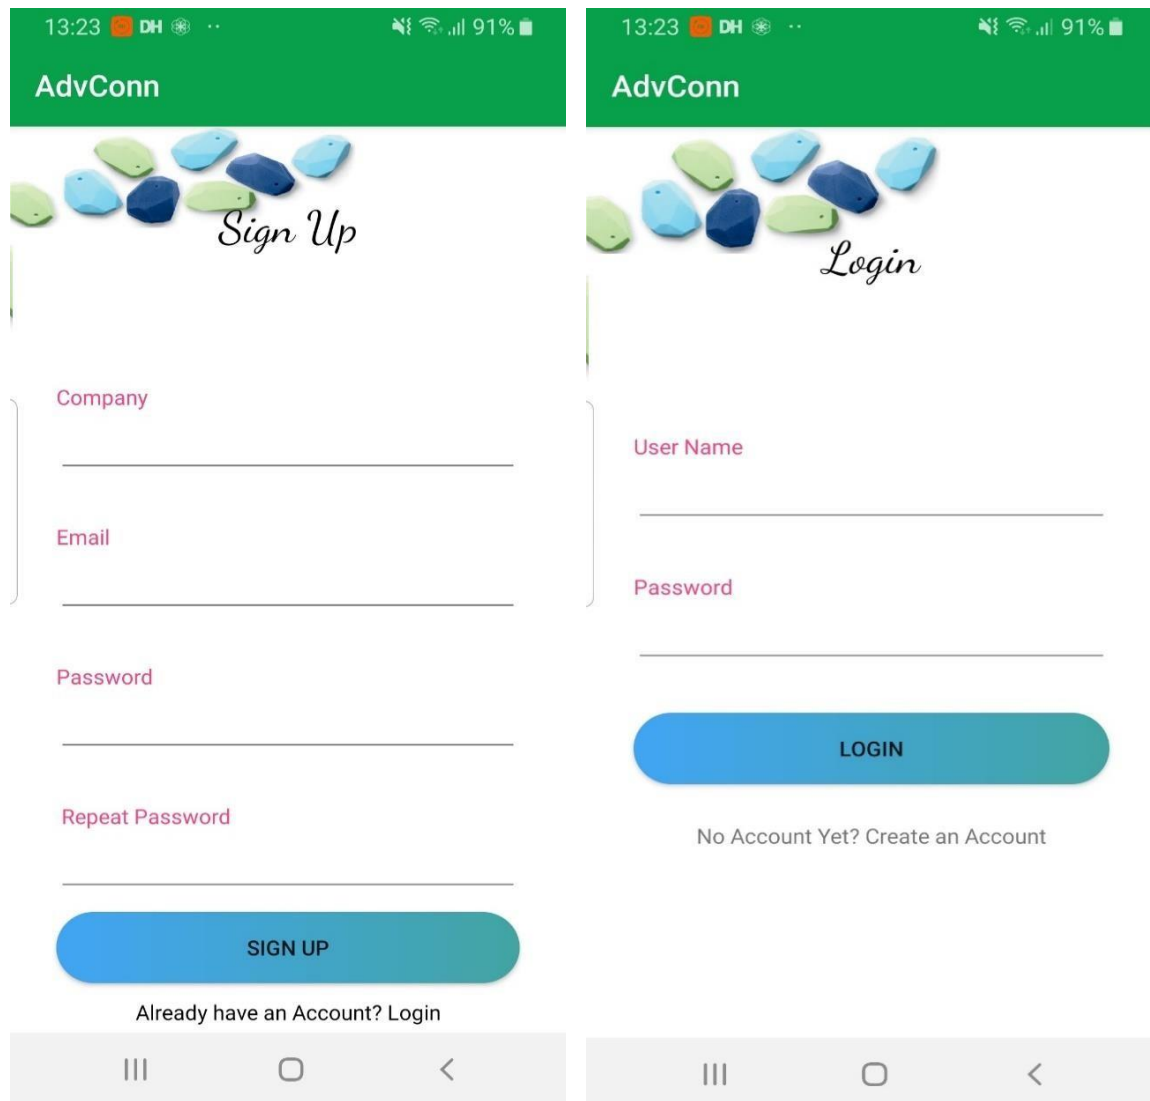 13:23 DH 91%
AdvConn
Sign Up
Company
Email
Password
Repeat Password
SIGN UP
Already have an Account? Login
13:23 DH 91%
AdvConn
Login
User Name
Password
LOGIN
No Account Yet? Create an Account